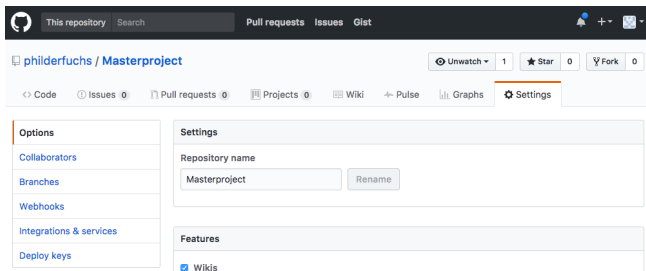 This repository Search Pull requests Issues Gist
philderfuchs / Masterproject Unwatch 1 Star 0 Fork 0
Code Issues 0 Pull requests 0 Projects 0 Wiki Pulse Graphs Settings
Options
Collaborators
Branches
Webhooks
Integrations & services
Deploy keys
Settings
Repository name
Masterproject Rename
Features
Wikis